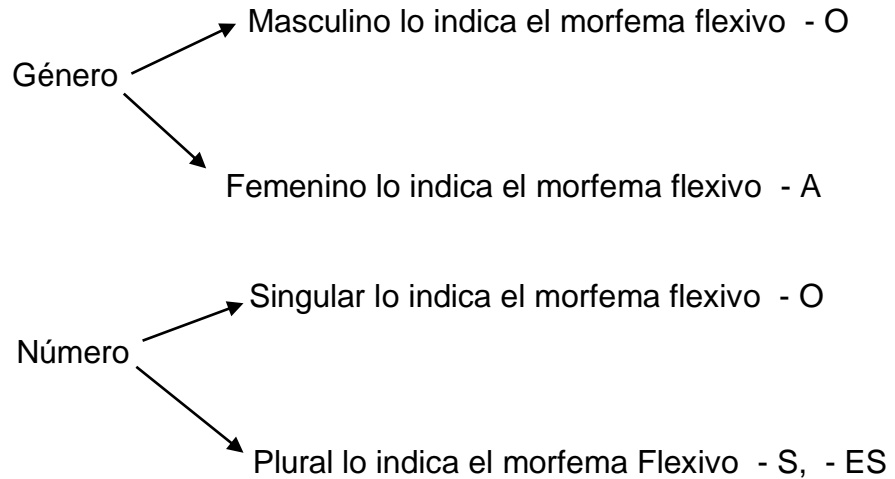 Masculino lo indica el morfema flexivo - O
Género
Femenino lo indica el morfema flexivo - A
Singular lo indica el morfema flexivo - O
Número
Plural lo indica el morfema Flexivo - S, - ES